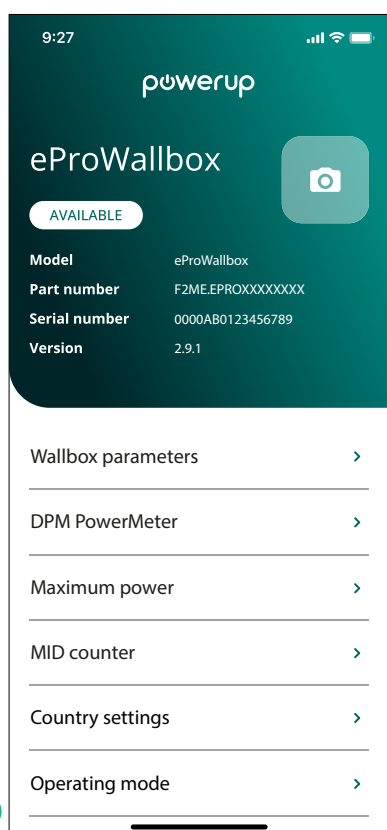 9:27
powerup
eProWallbox
AVAILABLE
Model eProWallbox
Part number F2ME.EPROXXXXXXXX
Serial number 0000AB0123456789
Version 2.9.1
Wallbox parameters
DPM PowerMeter
Maximum power
MID counter
Country settings
Operating mode